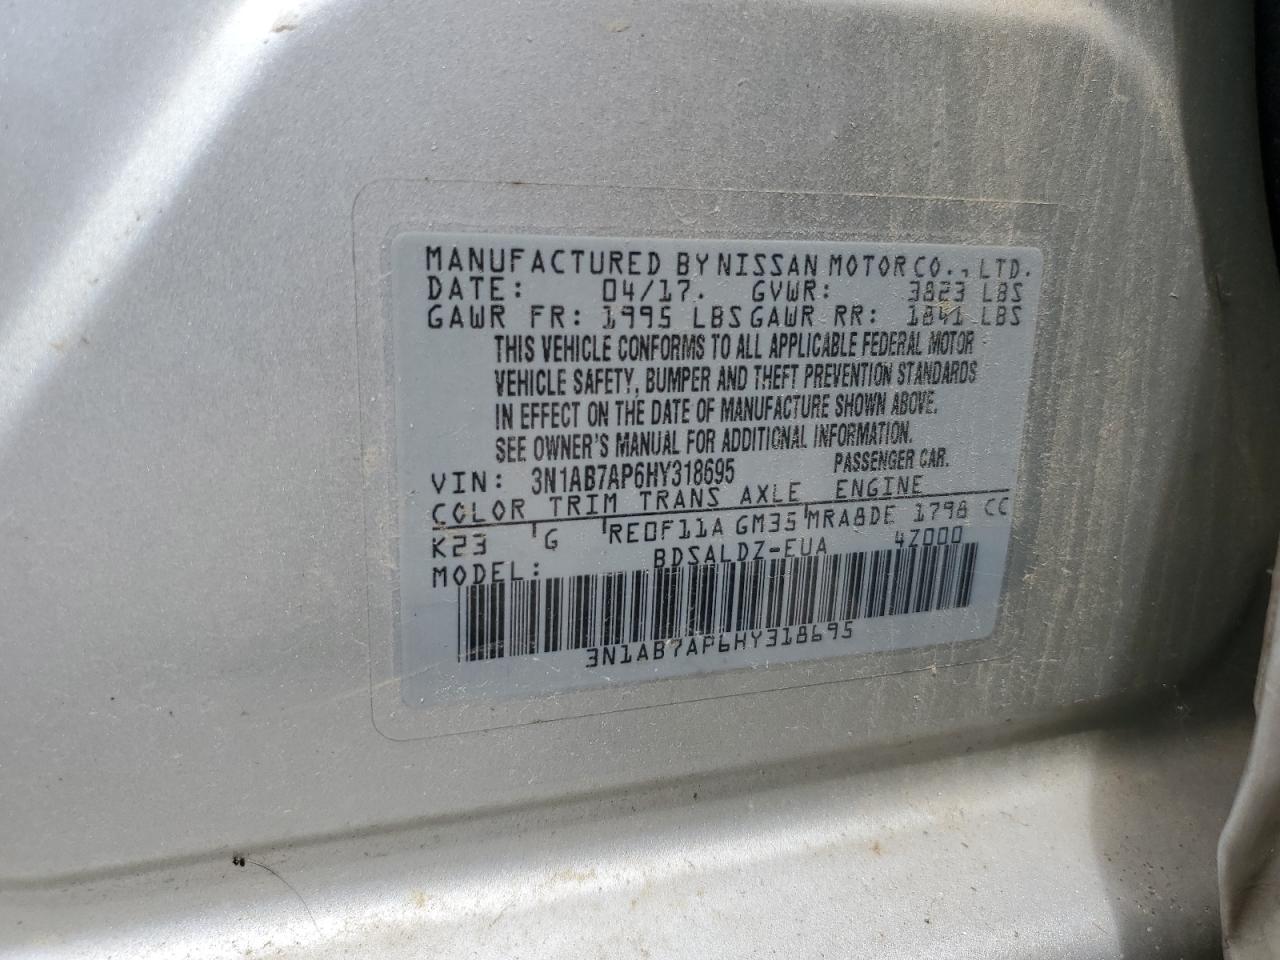 MANUFACTURED BY NISSAN MOTOR CO., LTD.
DATE: 04/17. GVWR: 3823 LBS
GAWR FR: 1995 LBS GAWR RR: 1841 LBS
THIS VEHICLE CONFORMS TO ALL APPLICABLE FEDERAL MOTOR
VEHICLE SAFETY, BUMPER AND THEFT PREVENTION STANDARDS
IN EFFECT ON THE DATE OF MANUFACTURE SHOWN ABOVE.
SEE OWNER'S MANUAL FOR ADDITIONAL INFORMATION.
VIN: 3N1AB7AP6HY318695 PASSENGER CAR.
COLOR TRIM TRANS AXLE ENGINE
K23 G RE0F11A GM35 MRA8DE 1798 CC
MODEL: BDSALDZ-EUA 4Z000
3N1AB7AP6HY318695